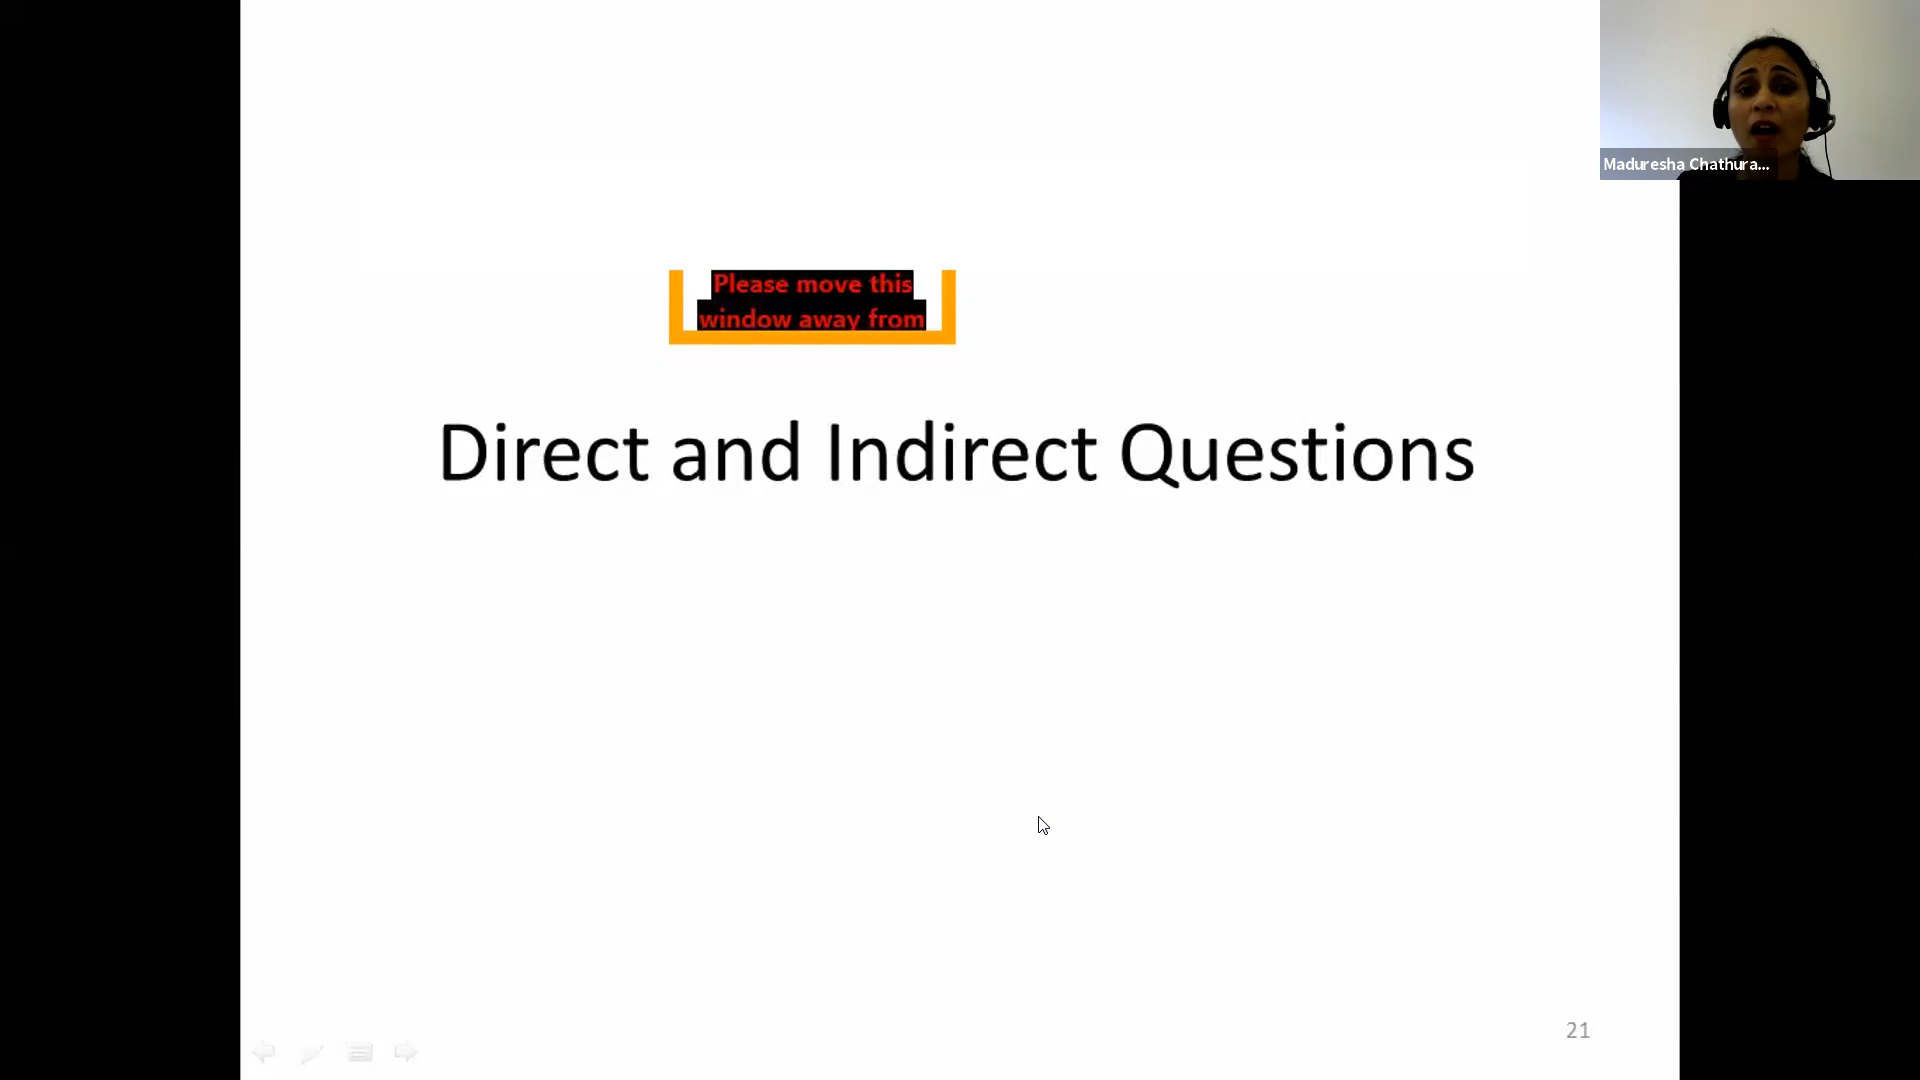 Maduresha Chathura...
Please move this
window away from
Direct and Indirect Questions
21